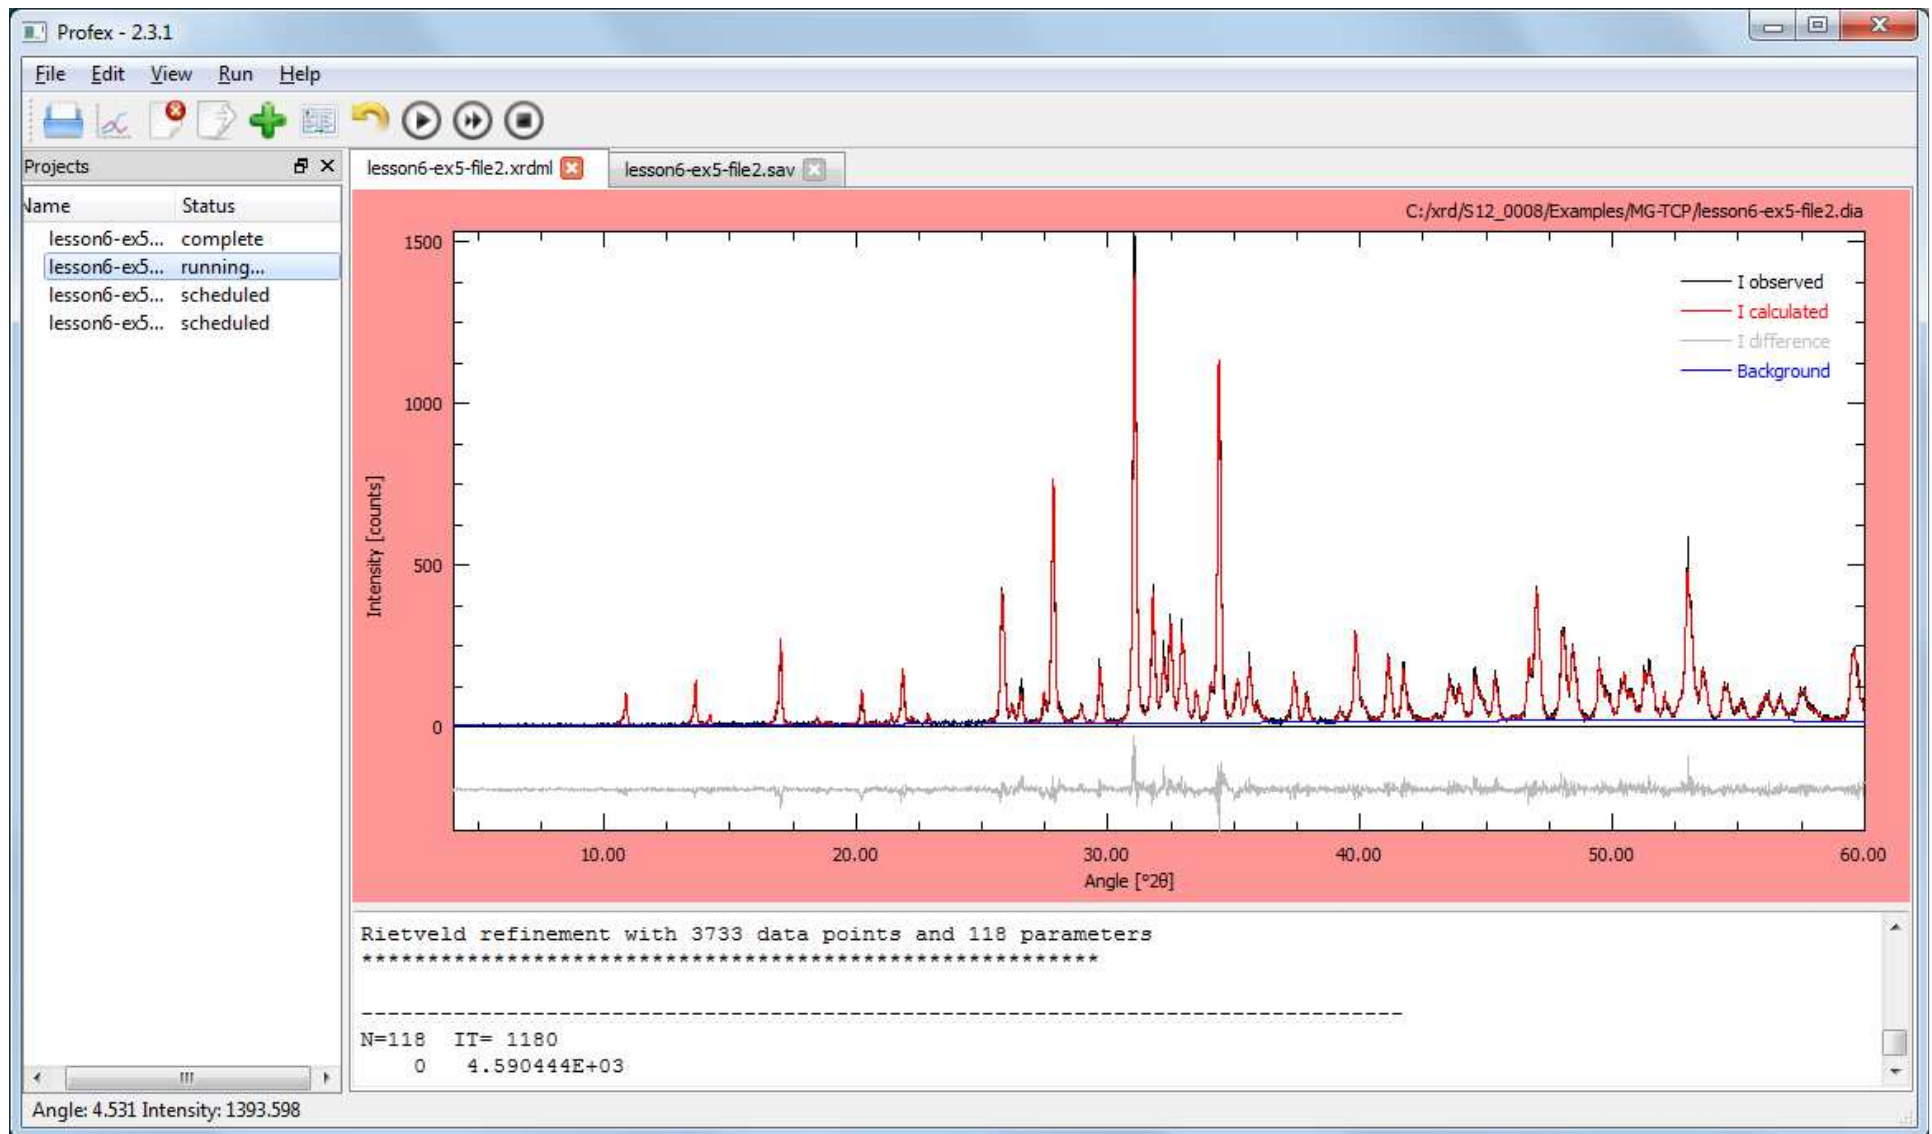 Profex - 2.3.1
File Edit View Run Help
Projects
lesson6-ex5-file2.xrdml
lesson6-ex5-file2.sav
Name Status
lesson6-ex5... complete
lesson6-ex5... running...
lesson6-ex5... scheduled
lesson6-ex5... scheduled
C:/xrd/S12_0008/Examples/MG-TCP/lesson6-ex5-file2.dia
I observed
I calculated
I difference
Background
Intensity [counts]
1500
1000
500
0
10.00 20.00 30.00 40.00 50.00 60.00
Angle [°2θ]
Rietveld refinement with 3733 data points and 118 parameters
********************************************************
-------------------------------------------------------------------------------
N=118 IT= 1180
0 4.590444E+03
Angle: 4.531 Intensity: 1393.598